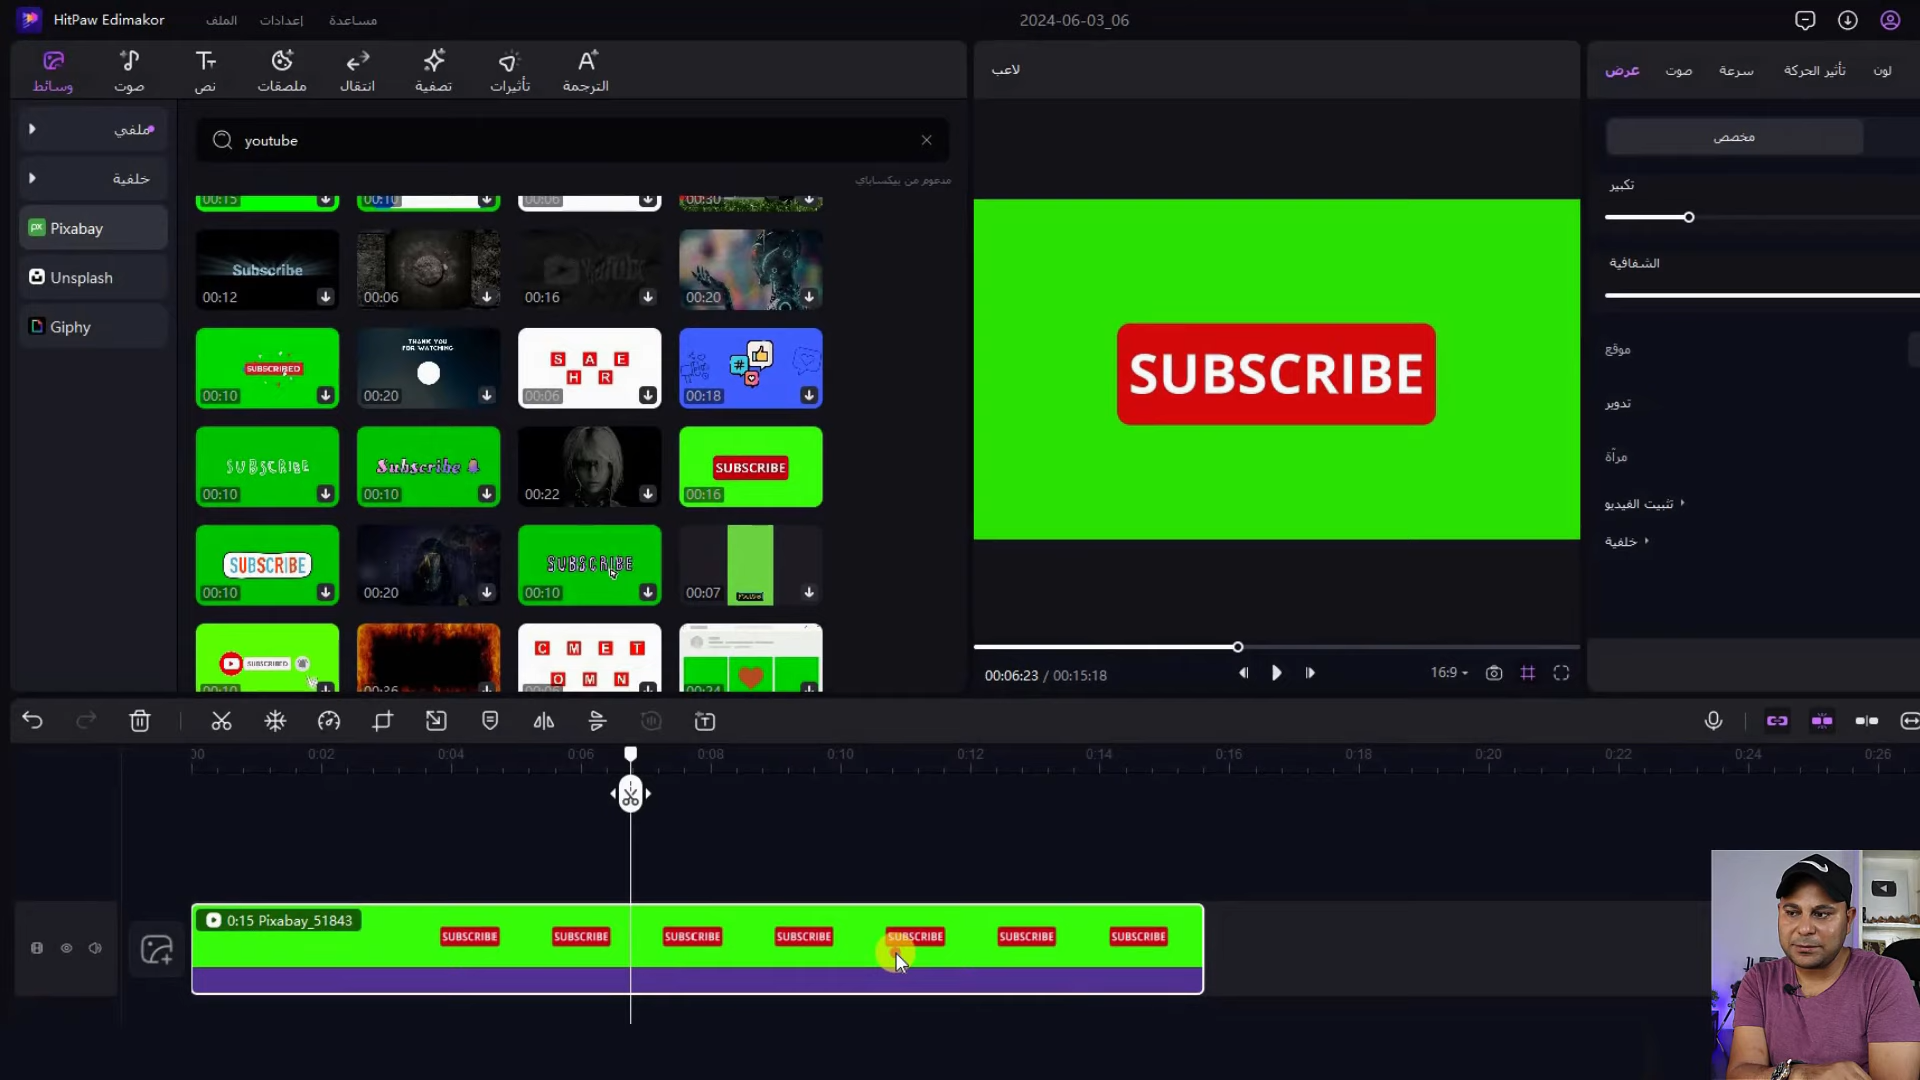 HitPaw Edimakor
الملف
إعدادات
مساعدة
2024-06-03_06
وسائط
صوت
نص
ملصقات
انتقال
تصفية
تأثيرات
الترجمة
لاعب
عرض
صوت
سرعة
تأثير الحركة
لون
ملفي
خلفية
Pixabay
Unsplash
Giphy
youtube
مدعوم من بيكساباي
00:15
00:10
00:06
00:30
Subscribe
00:12
00:06
YouTube
00:16
00:20
SUBSCRIBED
00:10
THANK YOU
FOR WATCHING
00:20
S A E
H R
00:06
#
00:18
SUBSCRIBE
00:10
Subscribe
00:10
00:22
SUBSCRIBE
00:16
SUBSCRIBE
00:10
00:20
SUBSCRIBE
00:10
00:07
SUBSCRIBED
00:10
00:26
C M E T
O M N
00:06
00:24
SUBSCRIBE
00:06:23 / 00:15:18
16:9
مخصص
تكبير
الشفافية
موقع
تدوير
مرآة
تثبيت الفيديو
خلفية
00
0:02
0:04
0:06
0:08
0:10
0:12
0:14
0:16
0:18
0:20
0:22
0:24
0:26
0:15 Pixabay_51843
SUBSCRIBE
SUBSCRIBE
SUBSCRIBE
SUBSCRIBE
SUBSCRIBE
SUBSCRIBE
SUBSCRIBE